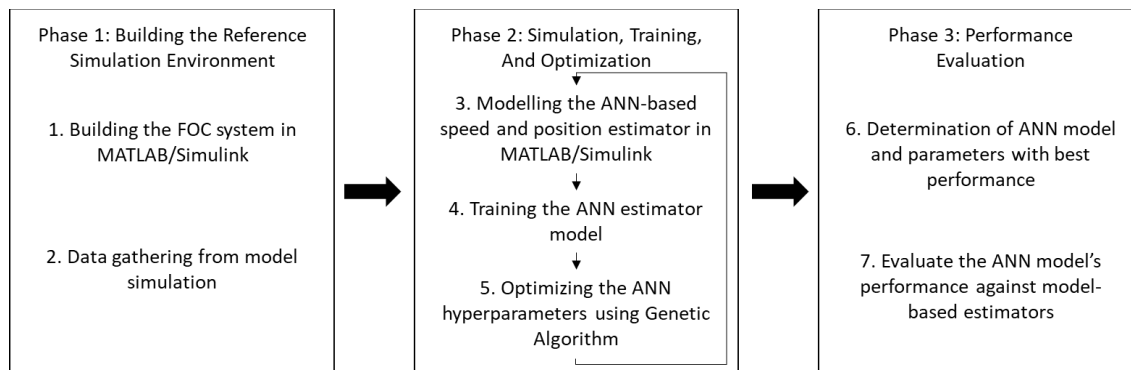 Phase 1: Building the Reference
Simulation Environment
1. Building the FOC system in
MATLAB/Simulink
2. Data gathering from model
simulation
Phase 2: Simulation, Training,
And Optimization
3. Modelling the ANN-based
speed and position estimator in
MATLAB/Simulink
4. Training the ANN estimator
model
5. Optimizing the ANN
hyperparameters using Genetic
Algorithm
Phase 3: Performance
Evaluation
6. Determination of ANN model
and parameters with best
performance
7. Evaluate the ANN model’s
performance against model-
based estimators